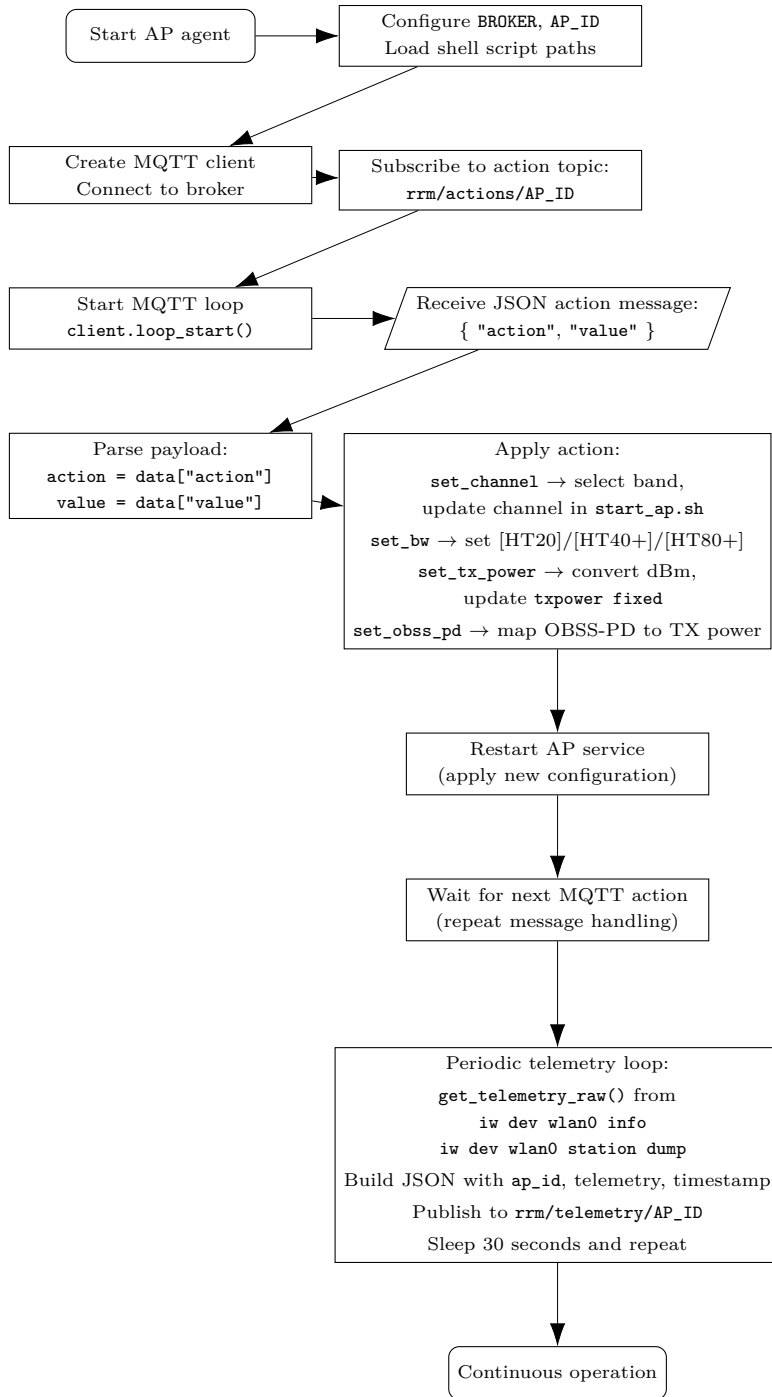 Start AP agent
Configure BROKER, AP_ID
Load shell script paths
Create MQTT client
Connect to broker
Subscribe to action topic:
rrm/actions/AP_ID
Start MQTT loop
client.loop_start()
Receive JSON action message:
{ "action", "value" }
Parse payload:
action = data["action"]
value = data["value"]
Apply action:
set_channel → select band,
update channel in start_ap.sh
set_bw → set [HT20]/[HT40+]/[HT80+]
set_tx_power → convert dBm,
update txpower fixed
set_obss_pd → map OBSS-PD to TX power
Restart AP service
(apply new configuration)
Wait for next MQTT action
(repeat message handling)
Periodic telemetry loop:
get_telemetry_raw() from
iw dev wlan0 info
iw dev wlan0 station dump
Build JSON with ap_id, telemetry, timestamp
Publish to rrm/telemetry/AP_ID
Sleep 30 seconds and repeat
Continuous operation